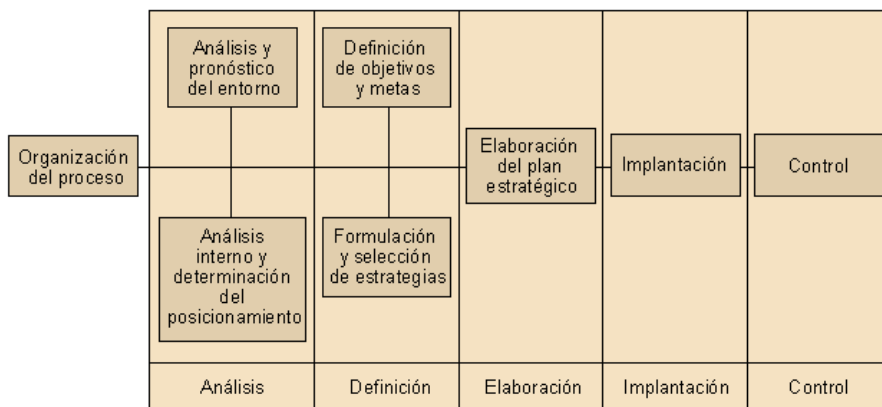 Análisis y
pronóstico
del entorno
Definición
de objetivos
y metas
Organización
del proceso
Elaboración
del plan
estratégico
Implantación
Control
Análisis
interno y
determinación
del
posicionamiento
Formulación
y selección
de estrategias
Análisis
Definición
Elaboración
Implantación
Control